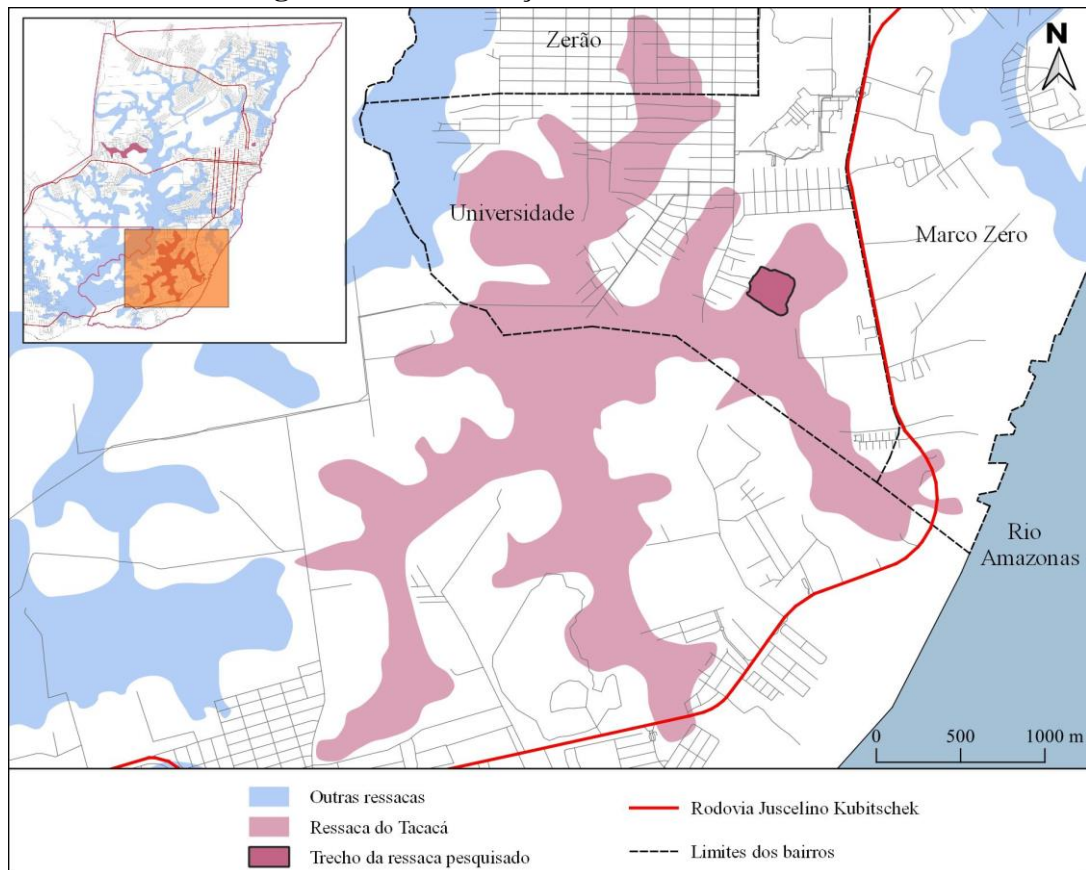 Zerão
N
Universidade
Marco Zero
Rio
Amazonas
0 500 1000 m
Outras ressacas
Rodovia Juscelino Kubitschek
Ressaca do Tacacá
Trecho da ressaca pesquisado
Limites dos bairros